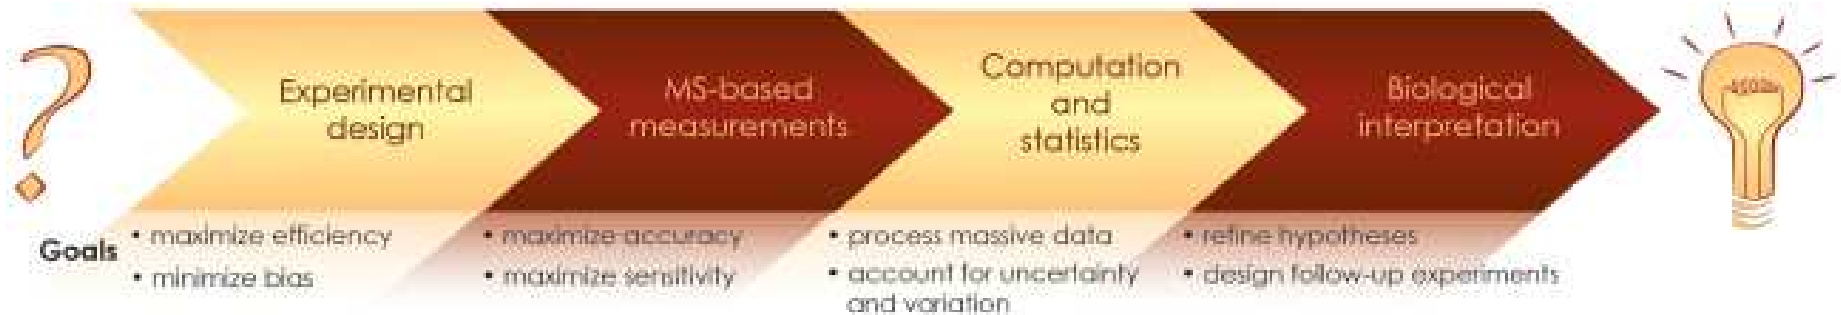 Experimental
design
MS-based
measurements
Computation
and
statistics
Biological
interpretation
Goals
• maximize efficiency
• minimize bias
• maximize accuracy
• maximize sensitivity
• process massive data
• account for uncertainty
and variation
• refine hypotheses
• design follow-up experiments